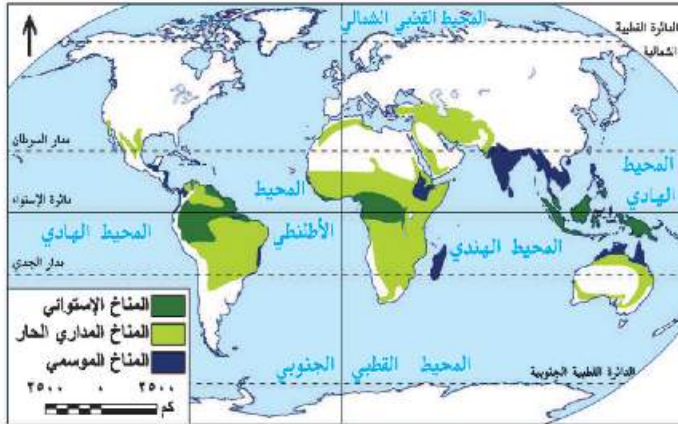 المحيط القطبي الشمالي
الدائرة القطبية
الشمالية
مدار السرطان
المحيط
الهادي
المحيط
دائرة الإستواء
الأطلنطي
المحيط الهادي
المحيط الهندي
مدار الجدي
المناخ الإستوائي
المناخ المداري الحار
المناخ الموسمي
٢٥٠٠ ٠ ٢٥٠٠
كم
المحيط القطبي الجنوبي
الدائرة القطبية الجنوبية